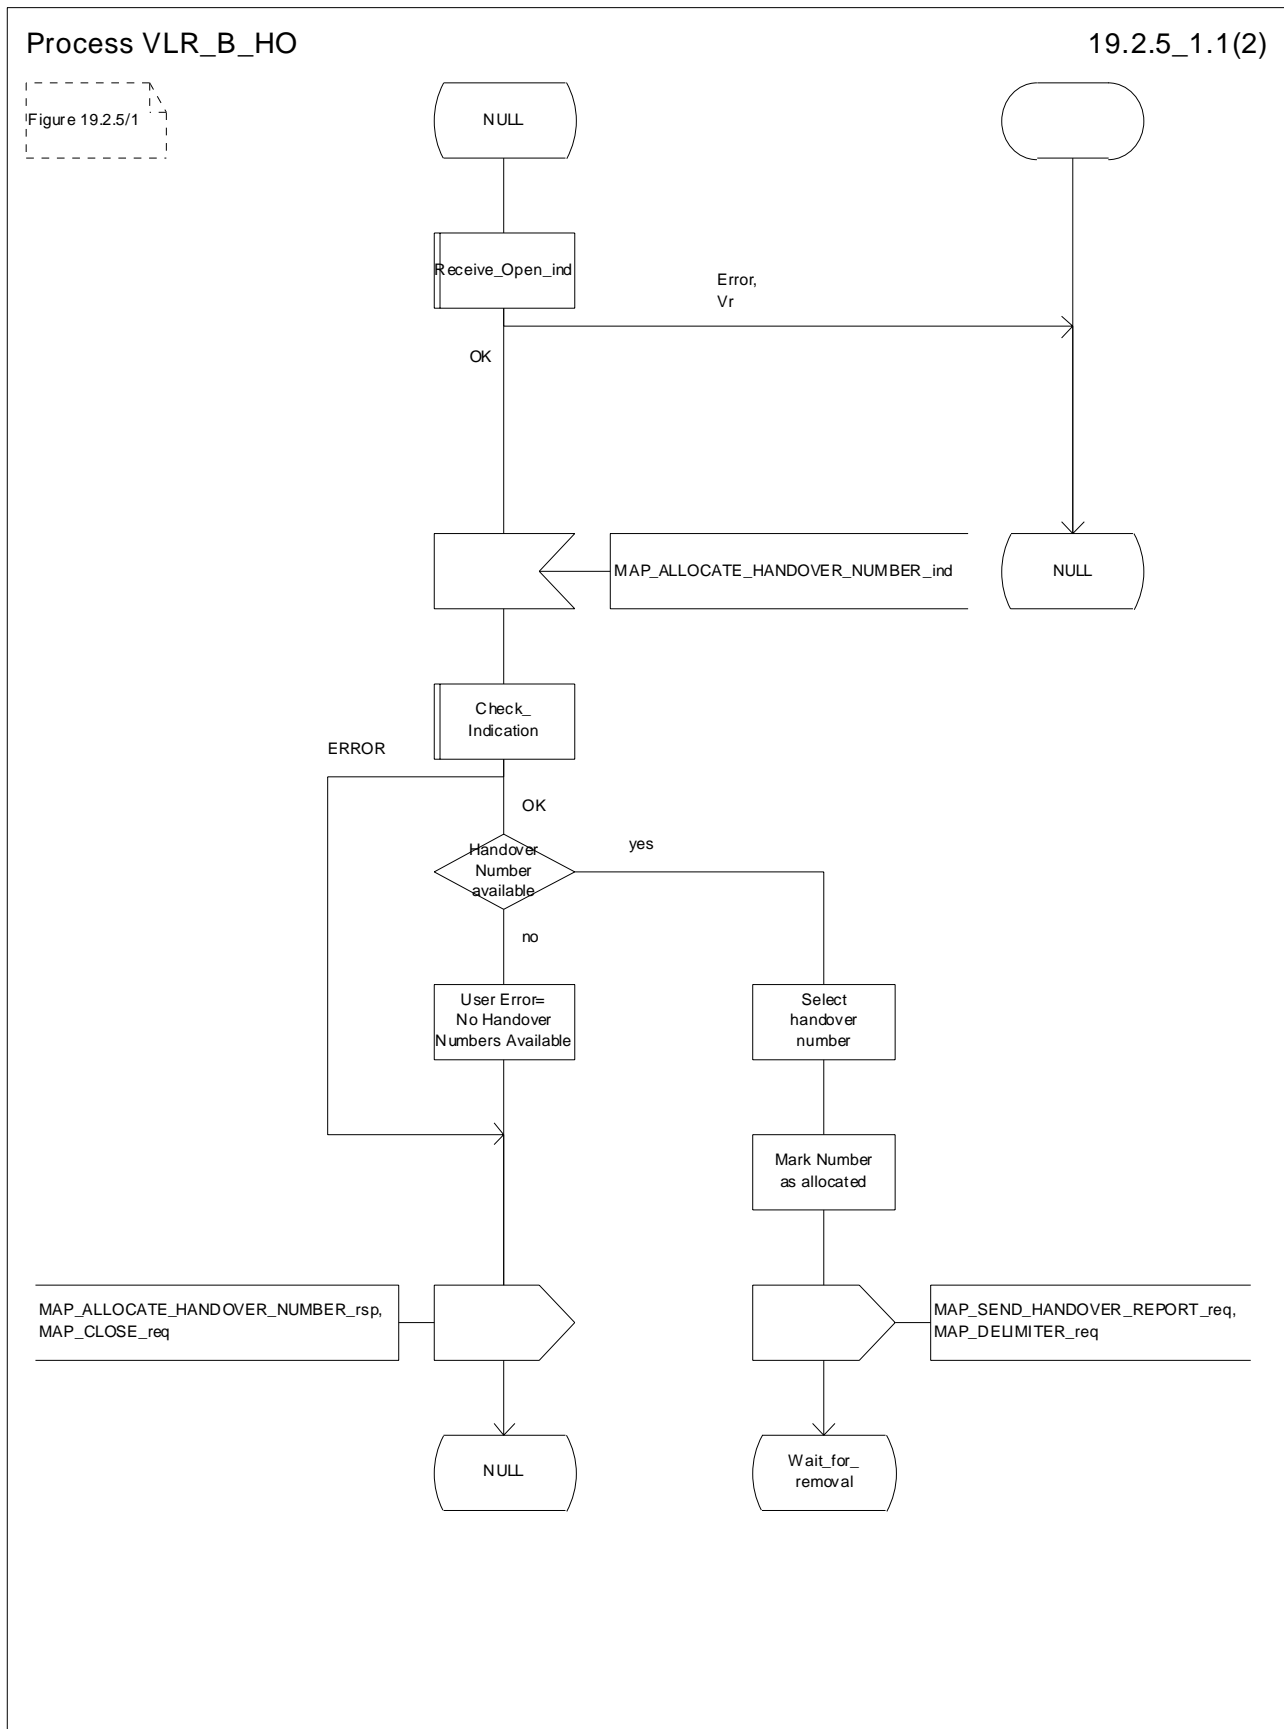 Process VLR_B_HO
19.2.5_1.1(2)
Figure 19.2.5/1
NULL
Receive_Open_ind
Error,
Vr
OK
MAP_ALLOCATE_HANDOVER_NUMBER_ind
NULL
Check_
Indication
ERROR
OK
Handover
Number
available
yes
no
User Error=
No Handover
Numbers Available
Select
handover
number
Mark Number
as allocated
MAP_ALLOCATE_HANDOVER_NUMBER_rsp,
MAP_CLOSE_req
MAP_SEND_HANDOVER_REPORT_req,
MAP_DELIMITER_req
NULL
Wait_for_
removal